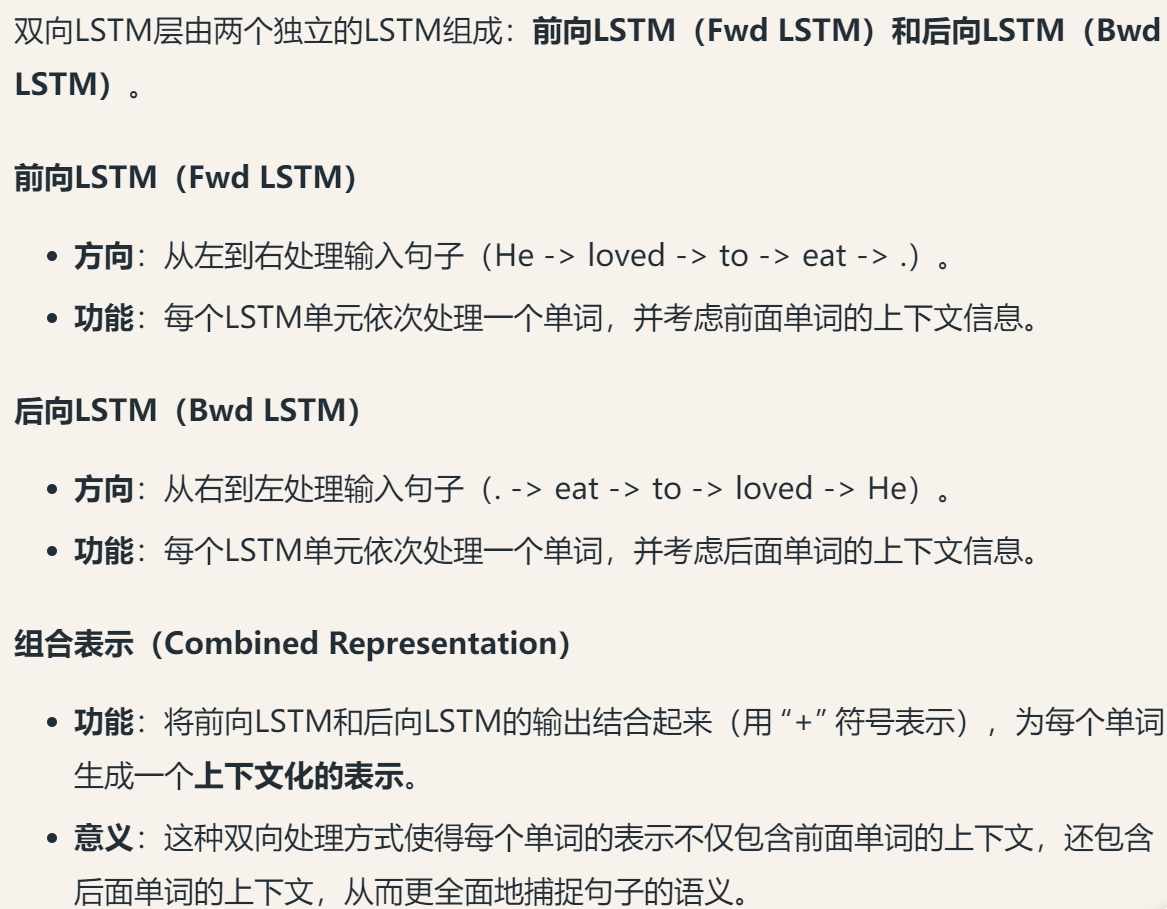 双向LSTM层由两个独立的LSTM组成：前向LSTM（Fwd LSTM）和后向LSTM（Bwd
LSTM）。
前向LSTM（Fwd LSTM）
• 方向：从左到右处理输入句子（He -> loved -> to -> eat -> .）。
• 功能：每个LSTM单元依次处理一个单词，并考虑前面单词的上下文信息。
后向LSTM（Bwd LSTM）
• 方向：从右到左处理输入句子（. -> eat -> to -> loved -> He）。
• 功能：每个LSTM单元依次处理一个单词，并考虑后面单词的上下文信息。
组合表示（Combined Representation）
• 功能：将前向LSTM和后向LSTM的输出结合起来（用 “+” 符号表示），为每个单词
生成一个上下文化的表示。
• 意义：这种双向处理方式使得每个单词的表示不仅包含前面单词的上下文，还包含
后面单词的上下文，从而更全面地捕捉句子的语义。